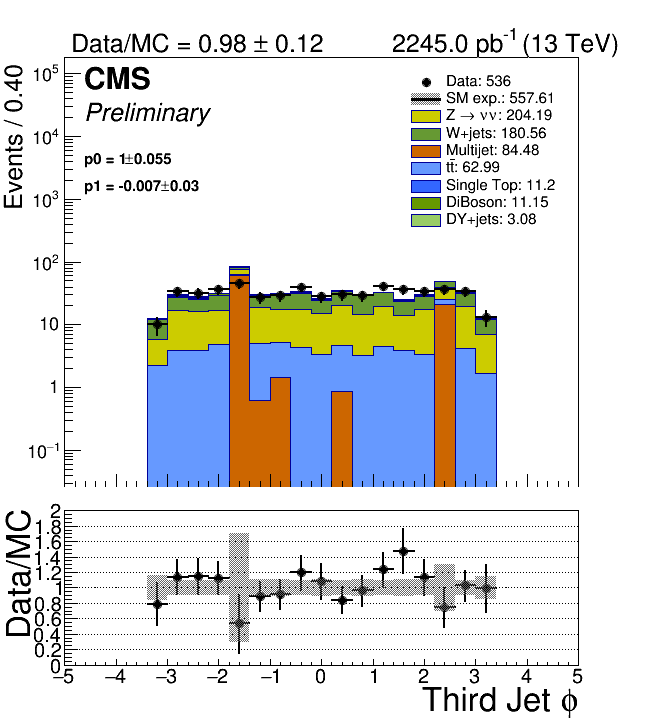 Data/MC = 0.98 ± 0.12 2245.0 pb⁻¹ (13 TeV)
CMS
Preliminary
p0 = 1±0.055
p1 = -0.007±0.03
Data: 536
SM exp.: 557.61
Z → νν: 204.19
W+jets: 180.56
Multijet: 84.48
tt̄: 62.99
Single Top: 11.2
DiBoson: 11.15
DY+jets: 3.08
Events / 0.40
10⁵
10⁴
10³
10²
10
1
10⁻¹
Data/MC
2
1.8
1.6
1.4
1.2
1
0.8
0.6
0.4
0.2
0
−5 −4 −3 −2 −1 0 1 2 3 4 5
Third Jet ϕ